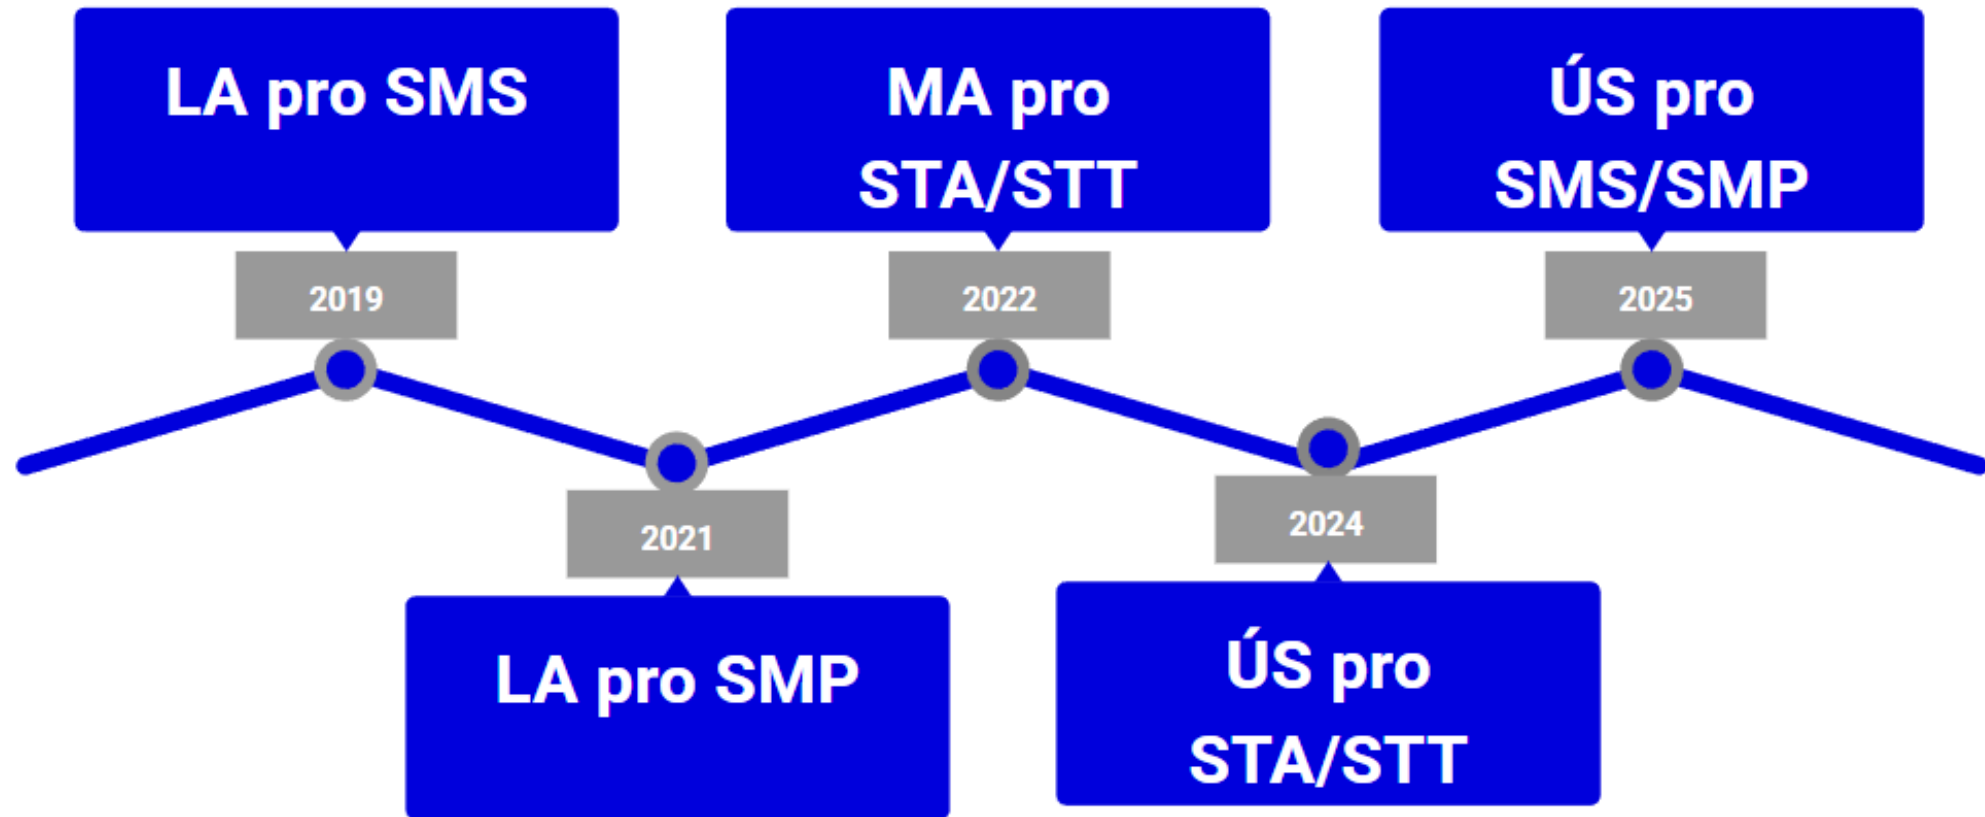 LA pro SMS
2019
2021
LA pro SMP
MA pro
STA/STT
2022
2024
ÚS pro
STA/STT
ÚS pro
SMS/SMP
2025